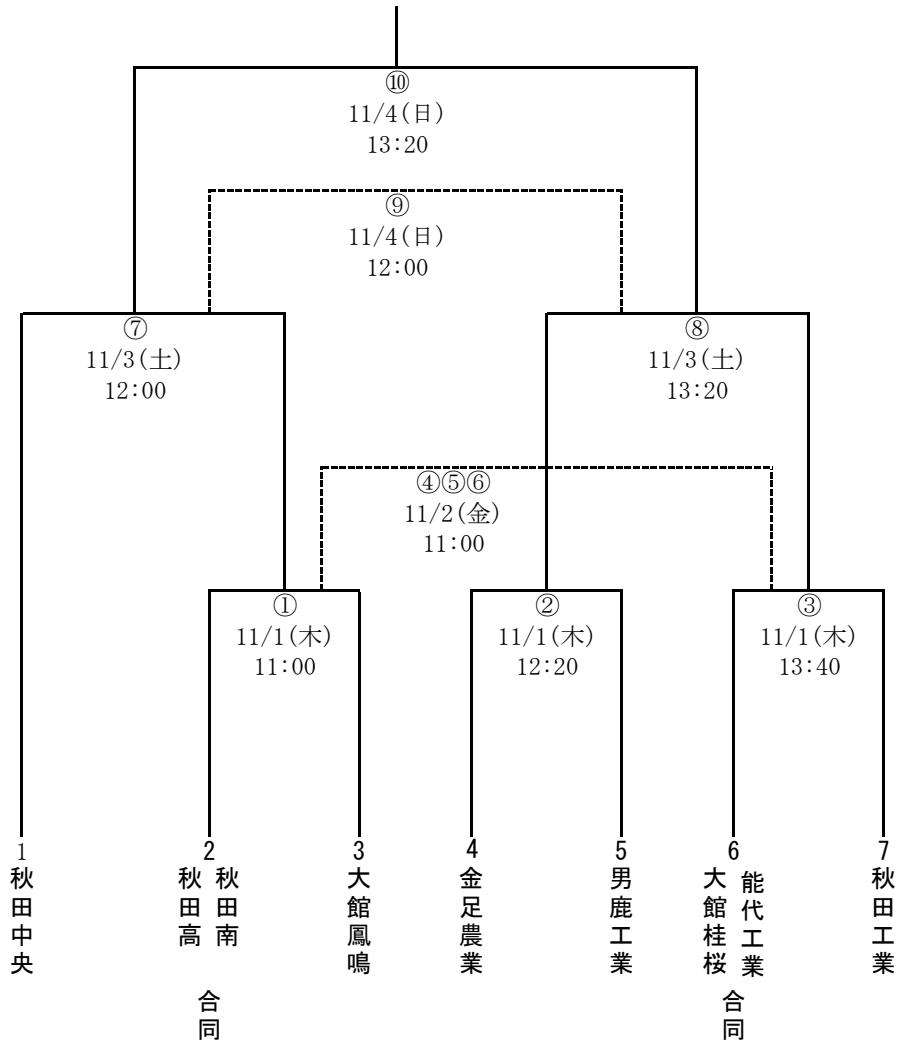 ⑩
11/4(日)
13:20
⑨
11/4(日)
12:00
⑦
11/3(土)
12:00
⑧
11/3(土)
13:20
④⑤⑥
11/2(金)
11:00
①
11/1(木)
11:00
②
11/1(木)
12:20
③
11/1(木)
13:40
1
秋田中央
2
秋田南
秋田高
合同
3
大館鳳鳴
4
金足農業
5
男鹿工業
6
能代工業
大館桂桜
合同
7
秋田工業